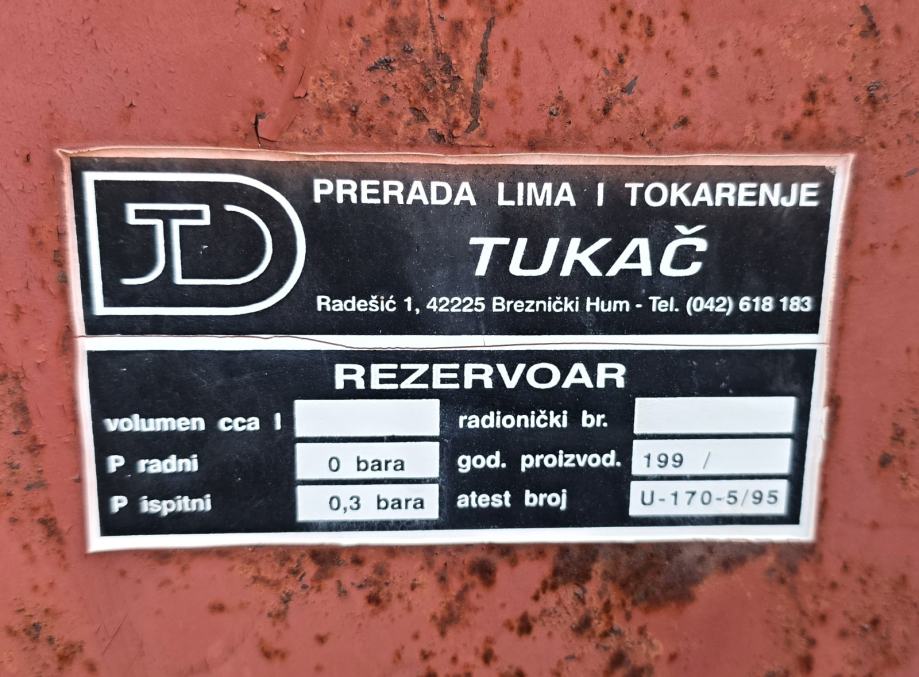 JD
PRERADA LIMA I TOKARENJE
TUKAČ
Radešić 1, 42225 Breznički Hum - Tel. (042) 618 183
REZERVOAR
volumen cca l radionički br.
P radni 0 bara god. proizvod. 199 /
P ispitni 0,3 bara atest broj U-170-5/95